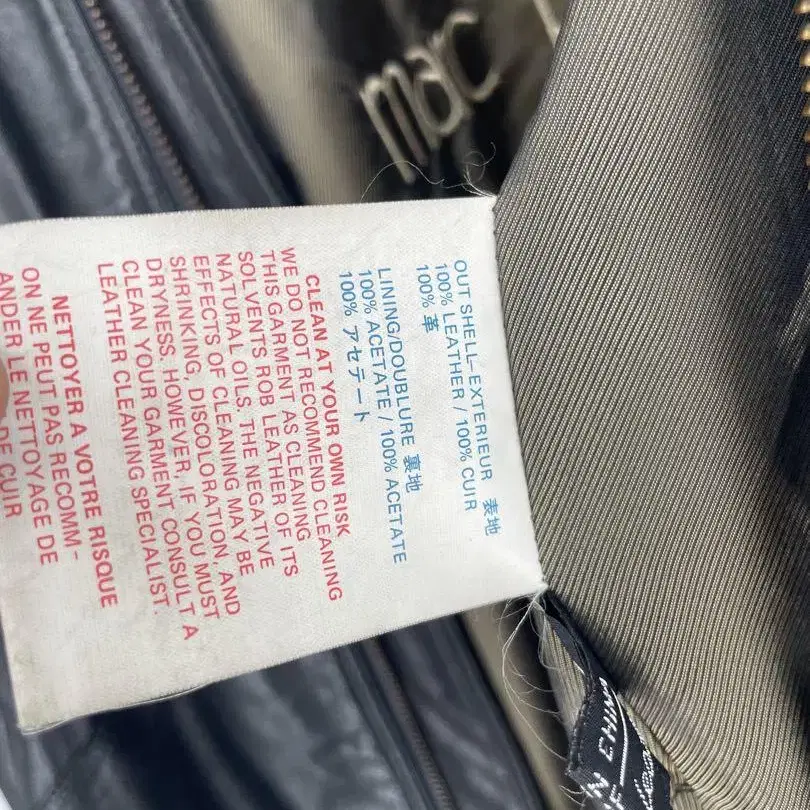 marc
OUT SHELL-EXTERIEUR 表地
100% LEATHER / 100% CUIR
100% 革
LINING/DOUBLURE 裏地
100% ACETATE / 100% ACETATE
100% アセテート
CLEAN AT YOUR OWN RISK
WE DO NOT RECOMMEND CLEANING
THIS GARMENT AS CLEANING
SOLVENTS ROB LEATHER OF ITS
NATURAL OILS. THE NEGATIVE
EFFECTS OF CLEANING MAY BE
SHRINKING, DISCOLORATION, AND
DRYNESS. HOWEVER, IF YOU MUST
CLEAN YOUR GARMENT CONSULT A
LEATHER CLEANING SPECIALIST.
NETTOYER A VOTRE RISQUE
ON NE PEUT PAS RECOMM-
ANDER LE NETTOYAGE DE
DE CUIR
N CHINA